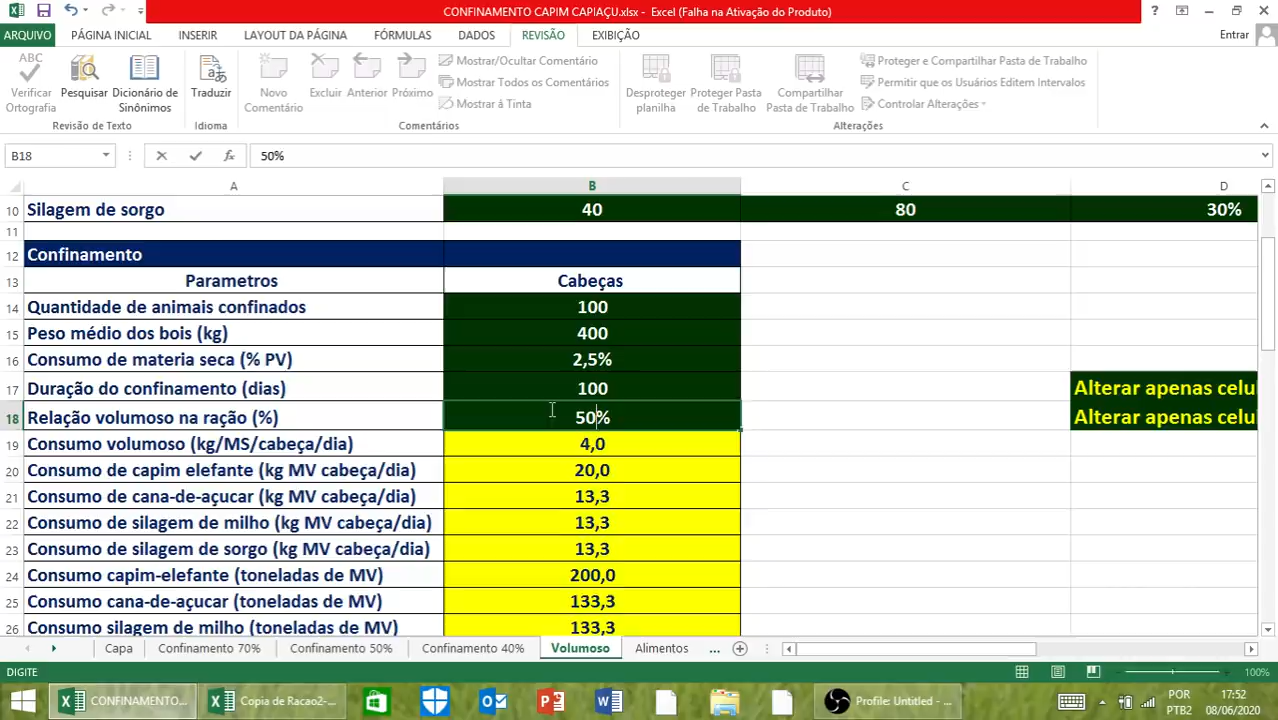 CONFINAMENTO CAPIM CAPIAÇU.xlsx - Excel (Falha na Ativação do Produto)
ARQUIVO PÁGINA INICIAL INSERIR LAYOUT DA PÁGINA FÓRMULAS DADOS REVISÃO EXIBIÇÃO Entrar
ABC
Verificar Ortografia
Pesquisar
Dicionário de Sinônimos
Revisão de Texto
Traduzir
Idioma
Novo Comentário
Excluir
Anterior
Próximo
Mostrar/Ocultar Comentário
Mostrar Todos os Comentários
Mostrar à Tinta
Comentários
Desproteger planilha
Proteger Pasta de Trabalho
Compartilhar Pasta de Trabalho
Proteger e Compartilhar Pasta de Trabalho
Permitir que os Usuários Editem Intervalos
Controlar Alterações
Alterações
B18 fx 50%
A B C D
10 Silagem de sorgo 40 80 30%
11
12 Confinamento
13 Parametros Cabeças
14 Quantidade de animais confinados 100
15 Peso médio dos bois (kg) 400
16 Consumo de materia seca (% PV) 2,5%
17 Duração do confinamento (dias) 100 Alterar apenas celu
18 Relação volumoso na ração (%) 50% Alterar apenas celu
19 Consumo volumoso (kg/MS/cabeça/dia) 4,0
20 Consumo de capim elefante (kg MV cabeça/dia) 20,0
21 Consumo de cana-de-açucar (kg MV cabeça/dia) 13,3
22 Consumo de silagem de milho (kg MV cabeça/dia) 13,3
23 Consumo de silagem de sorgo (kg MV cabeça/dia) 13,3
24 Consumo capim-elefante (toneladas de MV) 200,0
25 Consumo cana-de-açucar (toneladas de MV) 133,3
26 Consumo silagem de milho (toneladas de MV) 133,3
Capa Confinamento 70% Confinamento 50% Confinamento 40% Volumoso Alimentos ...
DIGITE 100%
CONFINAMENTO... Copia de Racao2-... Profile: Untitled - ... POR 17:52
PTB2 08/06/2020